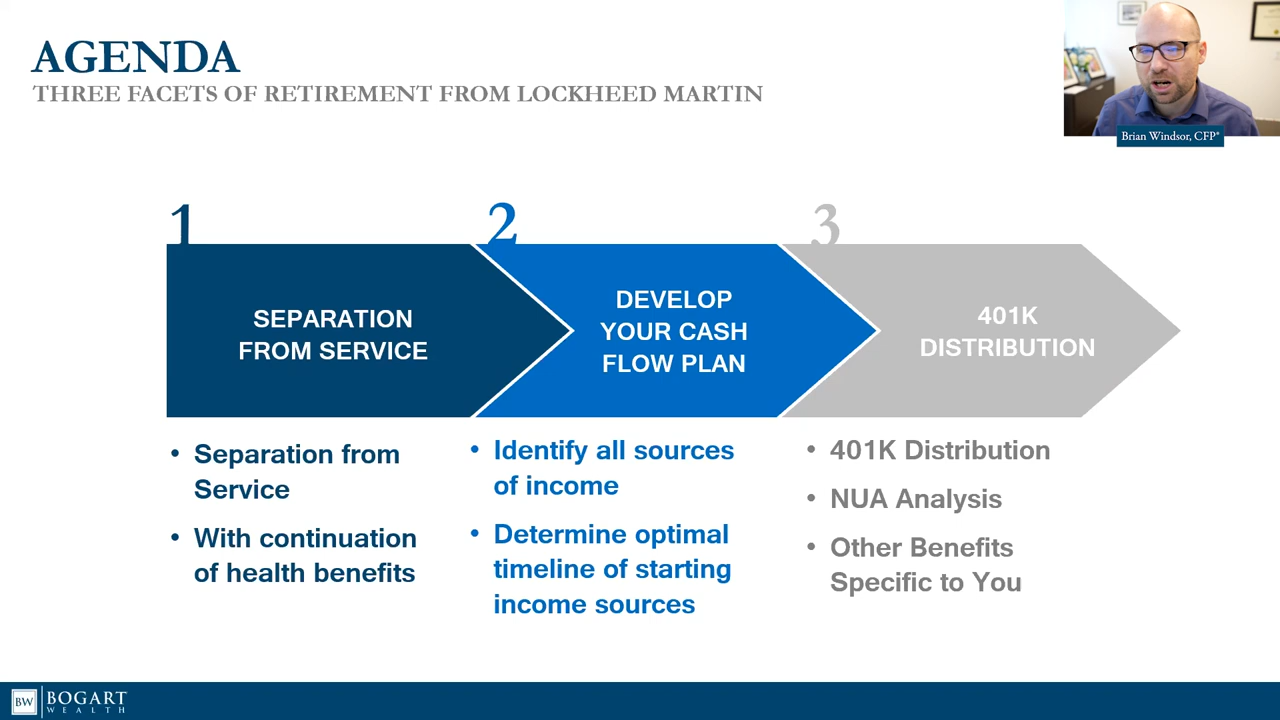 AGENDA
THREE FACETS OF RETIREMENT FROM LOCKHEED MARTIN
Brian Windsor, CFP®
1
2
3
SEPARATION
FROM SERVICE
DEVELOP
YOUR CASH
FLOW PLAN
401K
DISTRIBUTION
• Separation from
Service
• With continuation
of health benefits
• Identify all sources
of income
• Determine optimal
timeline of starting
income sources
• 401K Distribution
• NUA Analysis
• Other Benefits
Specific to You
BW
BOGART
WEALTH